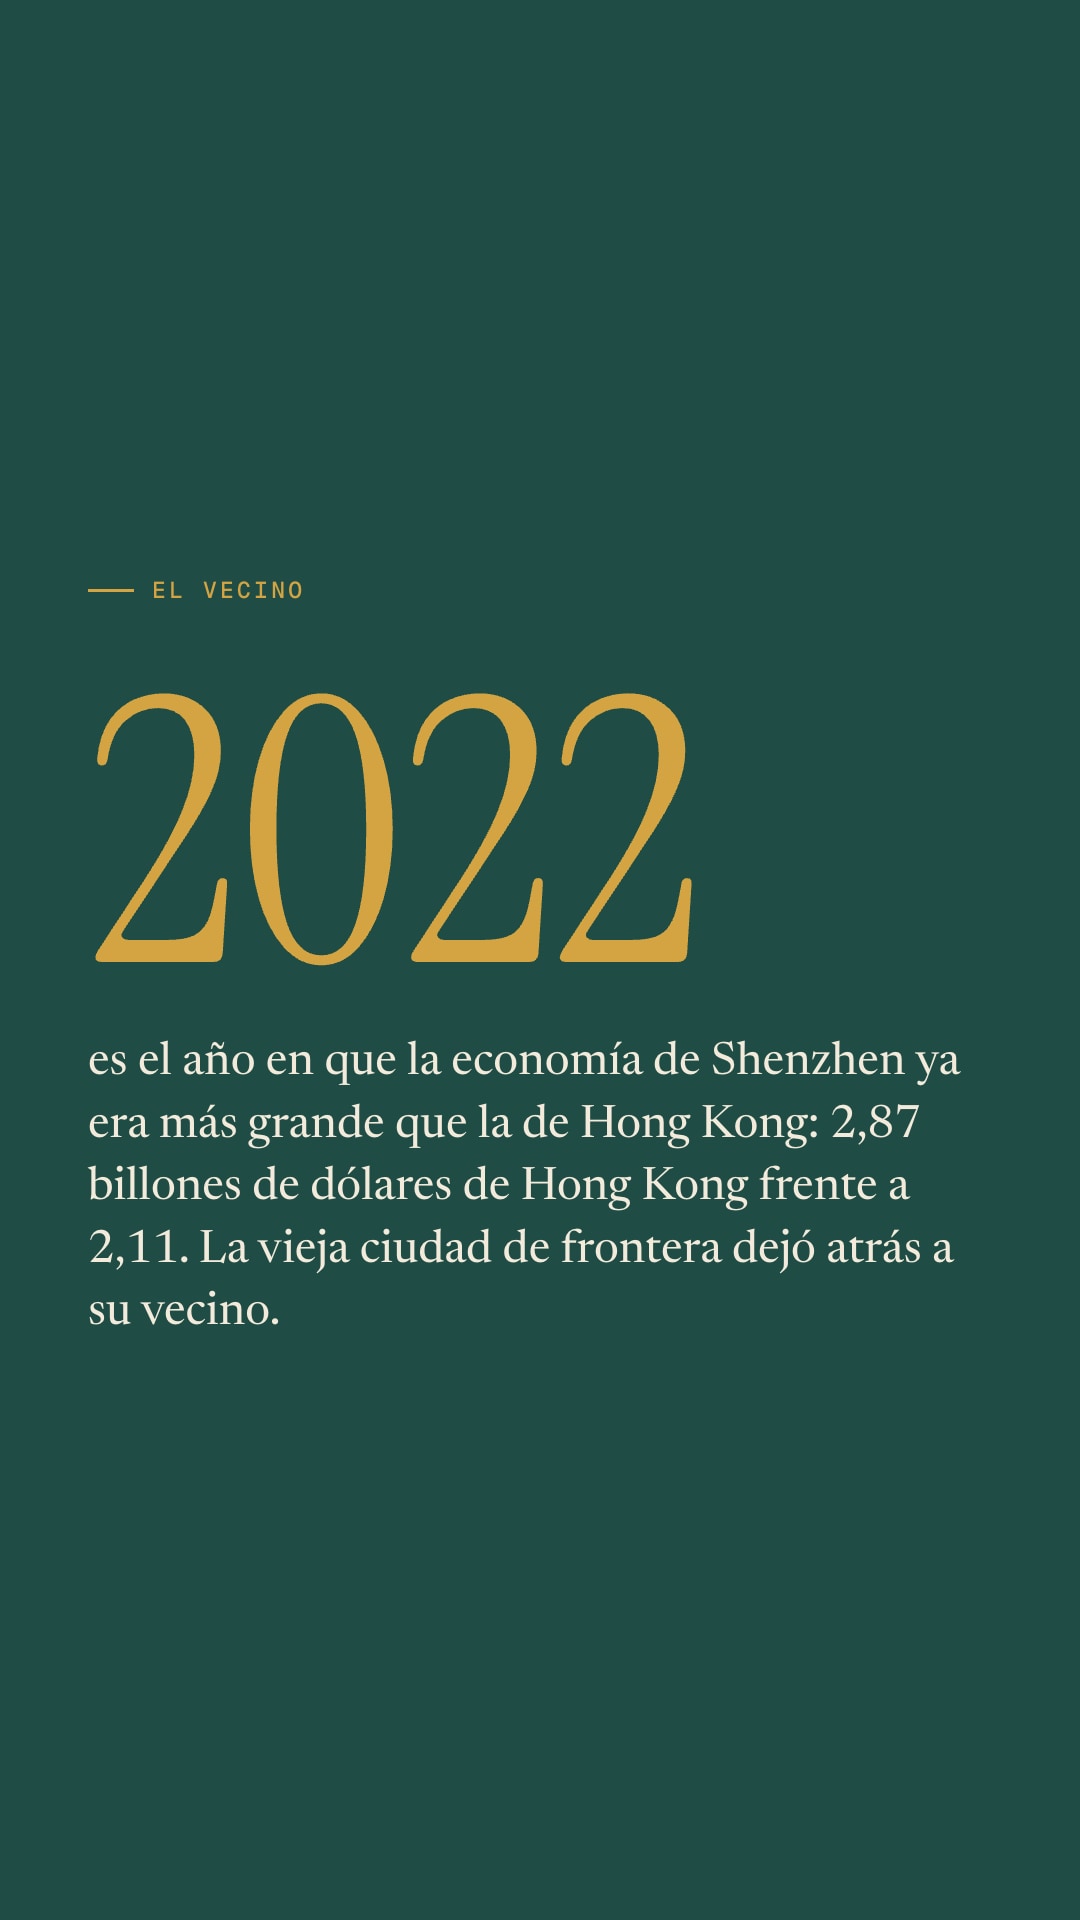 EL VECINO
2022
es el año en que la economía de Shenzhen ya
era más grande que la de Hong Kong: 2,87
billones de dólares de Hong Kong frente a
2,11. La vieja ciudad de frontera dejó atrás a
su vecino.